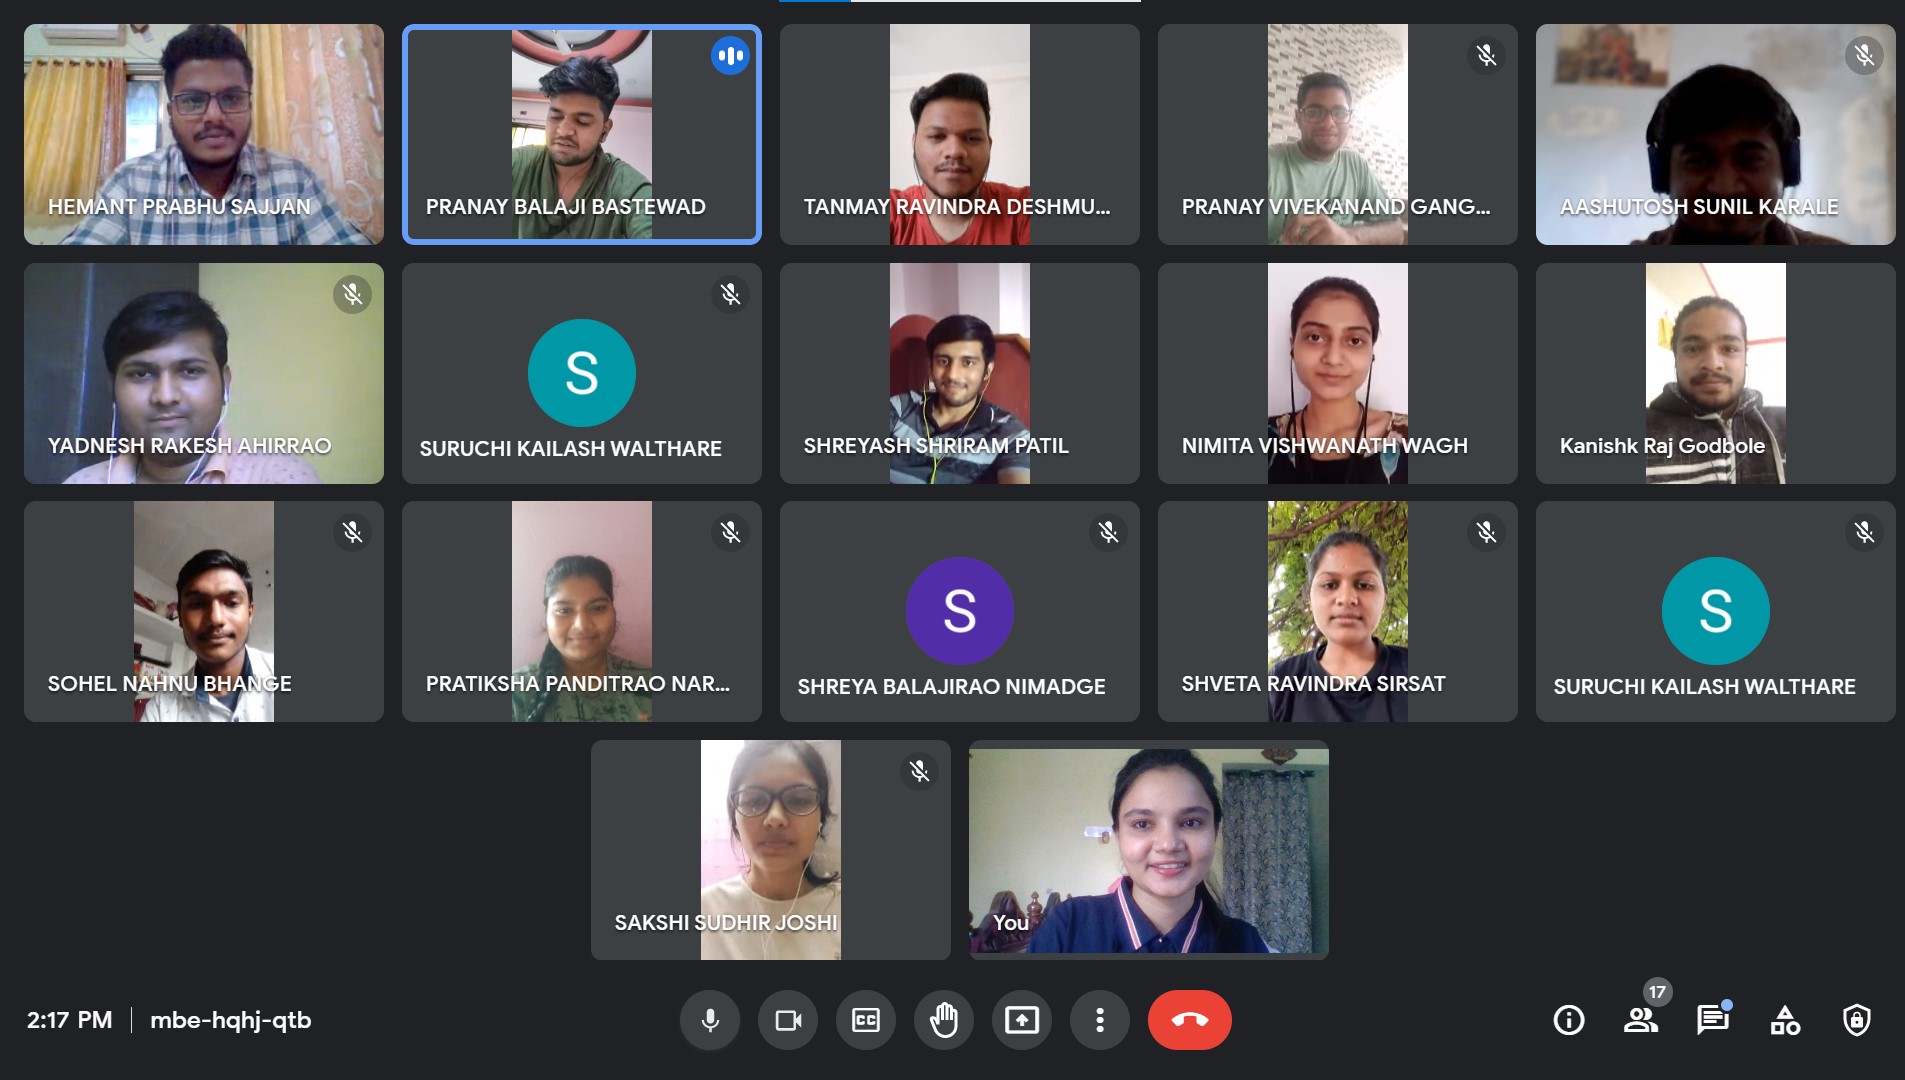 HEMANT PRABHU SAJJAN
PRANAY BALAJI BASTEWAD
TANMAY RAVINDRA DESHMU...
PRANAY VIVEKANAND GANG...
AASHUTOSH SUNIL KARALE
YADNESH RAKESH AHIRRAO
S
SURUCHI KAILASH WALTHARE
SHREYASH SHRIRAM PATIL
NIMITA VISHWANATH WAGH
Kanishk Raj Godbole
SOHEL NAHNU BHANGE
PRATIKSHA PANDITRAO NAR...
S
SHREYA BALAJIRAO NIMADGE
SHVETA RAVINDRA SIRSAT
S
SURUCHI KAILASH WALTHARE
SAKSHI SUDHIR JOSHI
You
2:17 PM | mbe-hqhj-qtb
CC
17